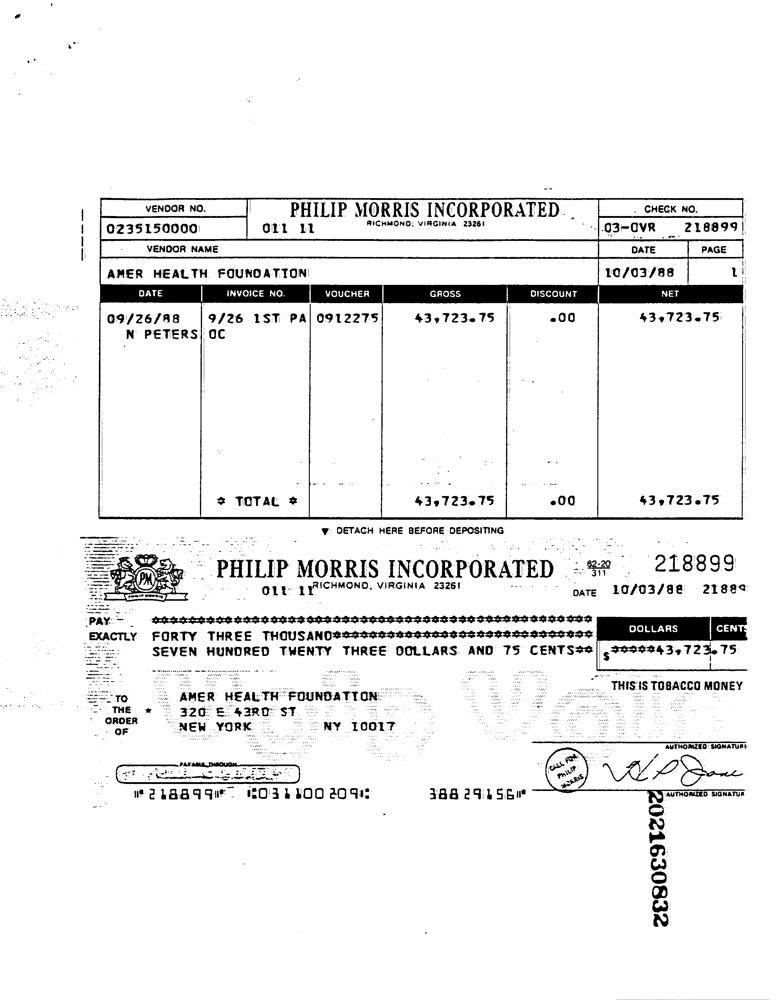 VENDOR NO.
PHILIP MORRIS INCORPORATED
CHECK NO.
0235150000
011 11
RICHMOND, VIRGINIA 23261
03-OVR 218899
VENDOR NAME
DATE
PAGE
AMER HEALTH FOUNDATION
10/03/88
1
DATE INVOICE NO. VOUCHER GROSS DISCOUNT NET
09/26/88 9/26 1ST PA 0912275 43,723.75 .00 43,723.75
N PETERS OC
* TOTAL * 43,723.75 .00 43,723.75
▼ DETACH HERE BEFORE DEPOSITING
PM
PHILIP MORRIS
PHILIP MORRIS INCORPORATED
82-20
311
218899
011 11 RICHMOND, VIRGINIA 23261
DATE 10/03/88 21889
PAY
EXACTLY
FORTY THREE THOUSAND
SEVEN HUNDRED TWENTY THREE DOLLARS AND 75 CENTS**
DOLLARS CENTS
$*****43,723.75
THIS IS TOBACCO MONEY
TO
THE
ORDER
OF
*
AMER HEALTH FOUNDATION
320 E 43RD ST
NEW YORK NY 10017
AUTHORIZED SIGNATURE
PAYABLE THROUGH
CALL FOR
PHILIP
MORRIS
⑈218899⑈ ⑆031100209⑆ 38829156⑈
AUTHORIZED SIGNATUR
2021630832